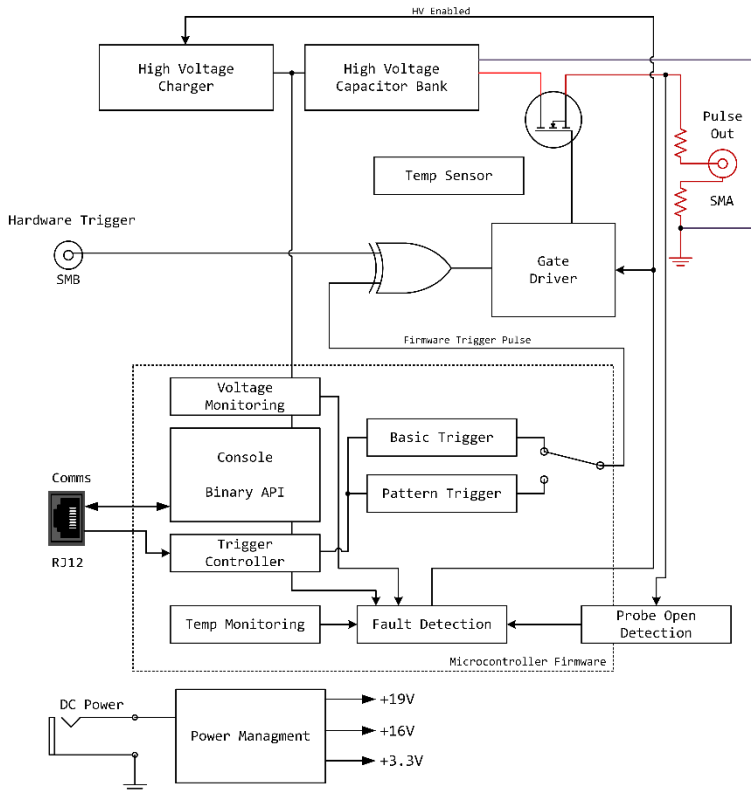 HV Enabled
High Voltage
Charger
High Voltage
Capacitor Bank
Pulse
Out
SMA
Temp Sensor
Hardware Trigger
SMB
Gate
Driver
Firmware Trigger Pulse
Voltage
Monitoring
Basic Trigger
Console
Binary API
Comms
RJ12
Pattern Trigger
Trigger
Controller
Temp Monitoring
Fault Detection
Probe Open
Detection
Microcontroller Firmware
DC Power
Power Managment
+19V
+16V
+3.3V